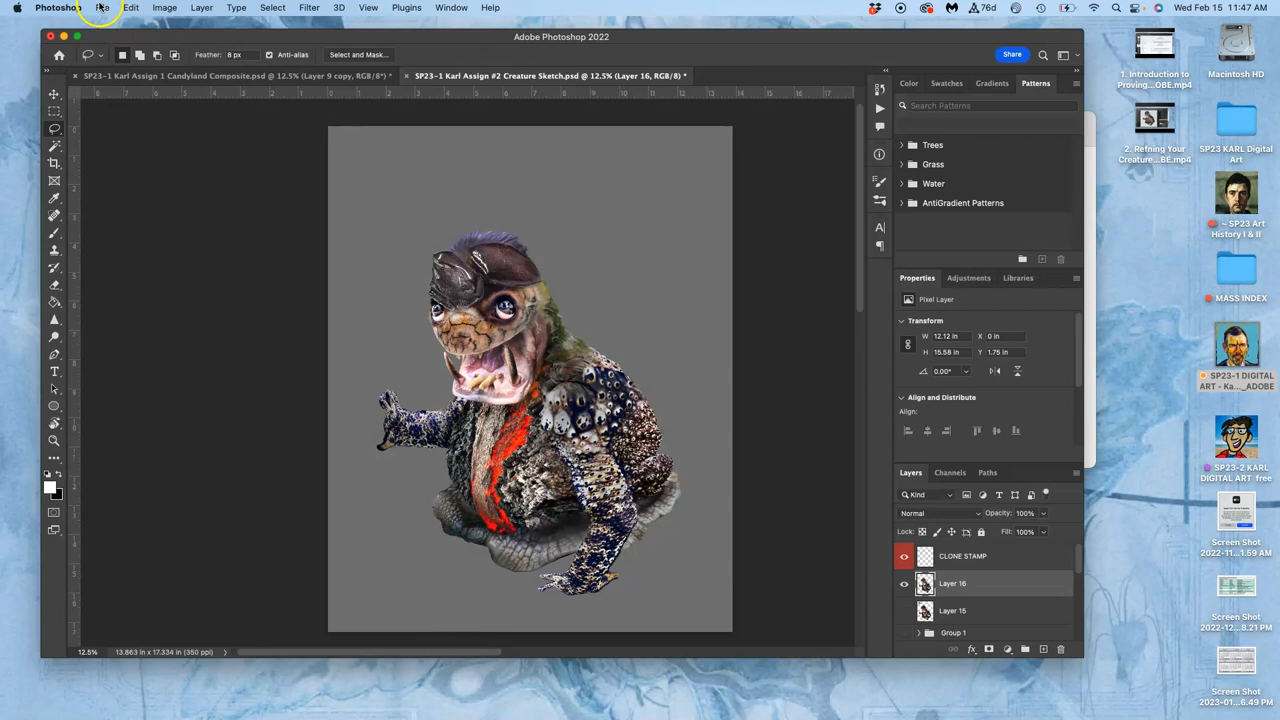 Photoshop Edit Image Layer Type Select Filter 3D View Plugins Window Help
47d
Wed Feb 15 11:47 AM
Adobe Photoshop 2022
Feather: 8 px Anti-alias Select and Mask... Share
SP23-1 Karl Assign 1 Candyland Composite.psd @ 12.5% (Layer 9 copy, RGB/8#) *
SP23-1 Karl Assign #2 Creature Sketch.psd @ 12.5% (Layer 16, RGB/8#) *
Color Swatches Gradients Patterns
Search Patterns
Trees
Grass
Water
AntiGradient Patterns
Properties Adjustments Libraries
Pixel Layer
Transform
W 12.12 in X 0 in
H 15.58 in Y 1.75 in
0.00°
Align and Distribute
Align:
Layers Channels Paths
Kind
Normal Opacity: 100%
Lock: Fill: 100%
CLONE STAMP
Layer 16
Layer 15
Group 1
12.5% 13.863 in x 17.334 in (350 ppi)
1. Introduction to
Proving...OBE.mp4
2. Refning Your
Creature...BÉ.mp4
Macintosh HD
SP23 KARL Digital
Art
~ SP23 Art
History I & II
MASS INDEX
SP23-1 DIGITAL
ART - Ka..._ADOBE
SP23-2 KARL
DIGITAL ART free
Screen Shot
2022-11...1.59 AM
Screen Shot
2022-12...8.21 PM
Screen Shot
2023-01...6.49 PM